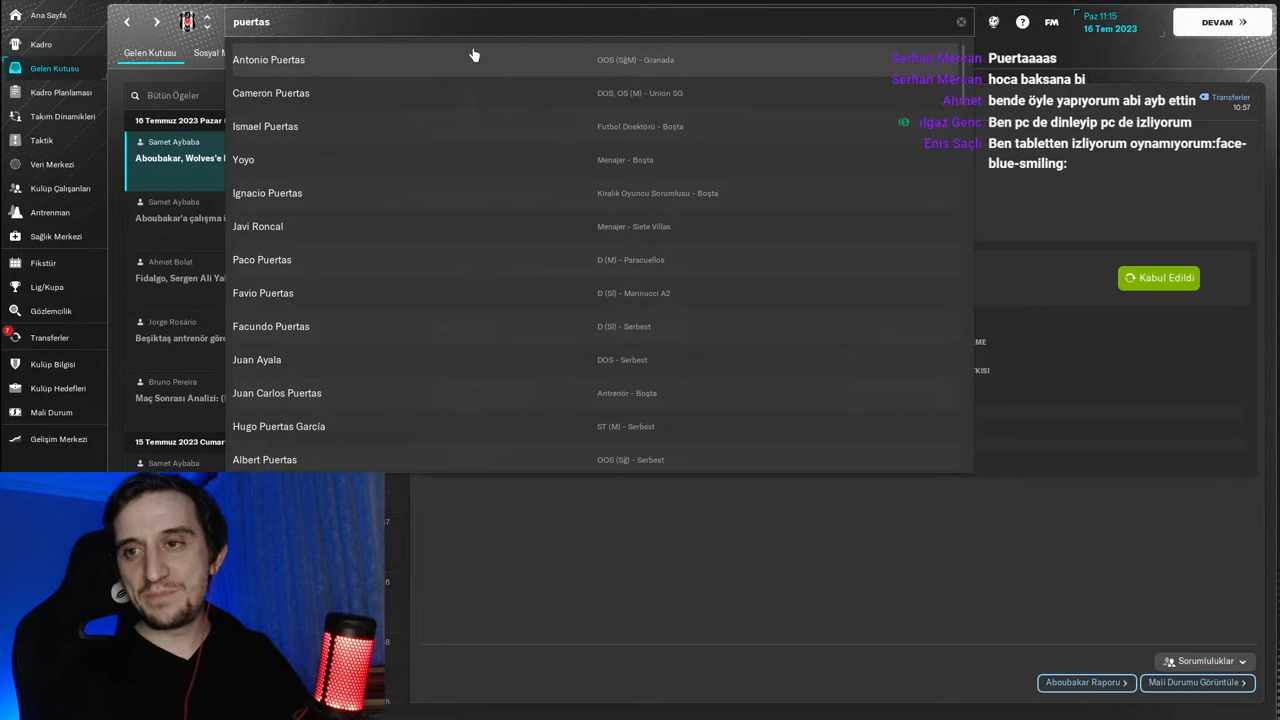 Ana Sayfa
Kadro
Gelen Kutusu
Kadro Planlaması
Takım Dinamikleri
Taktik
Veri Merkezi
Kulüp Çalışanları
Antrenman
Sağlık Merkezi
Fikstür
Lig/Kupa
Gözlemcilik
7
Transferler
Kulüp Bilgisi
Kulüp Hedefleri
Mali Durum
Gelişim Merkezi
puertas
FM
Paz 11:15
16 Tem 2023
DEVAM
Gelen Kutusu
Sosyal M
Bütün Ögeler
16 Temmuz 2023 Pazar
Samet Aybaba
Aboubakar, Wolves'e
Samet Aybaba
Aboubakar'a çalışma i
Ahmet Bolat
Fidalgo, Sergen Ali Ya
Jorge Rosário
Beşiktaş antrenör göre
Bruno Pereira
Maç Sonrası Analizi: (
15 Temmuz 2023 Cumar
Samet Aybaba
Antonio Puertas OOS (SğM) - Granada
Cameron Puertas DOS, OS (M) - Union SG
Ismael Puertas Futbol Direktörü - Boşta
Yoyo Menajer - Boşta
Ignacio Puertas Kiralık Oyuncu Sorumlusu - Boşta
Javi Roncal Menajer - Siete Villas
Paco Puertas D (M) - Paracuellos
Favio Puertas D (Sl) - Mannucci A2
Facundo Puertas D (Sl) - Serbest
Juan Ayala DOS - Serbest
Juan Carlos Puertas Antrenör - Boşta
Hugo Puertas García ST (M) - Serbest
Albert Puertas OOS (Sğ) - Serbest
Serhan Mercan Puertaaaas
Serhan Mercan hoca baksana bi
Ahmet bende öyle yapıyorum abi ayb ettin
ılgaz Genc Ben pc de dinleyip pc de izliyorum
Enis Saçlı Ben tabletten izliyorum oynamıyorum:face-
blue-smiling:
Transferler
10:57
Kabul Edildi
Sorumluluklar
Aboubakar Raporu
Mali Durumu Görüntüle